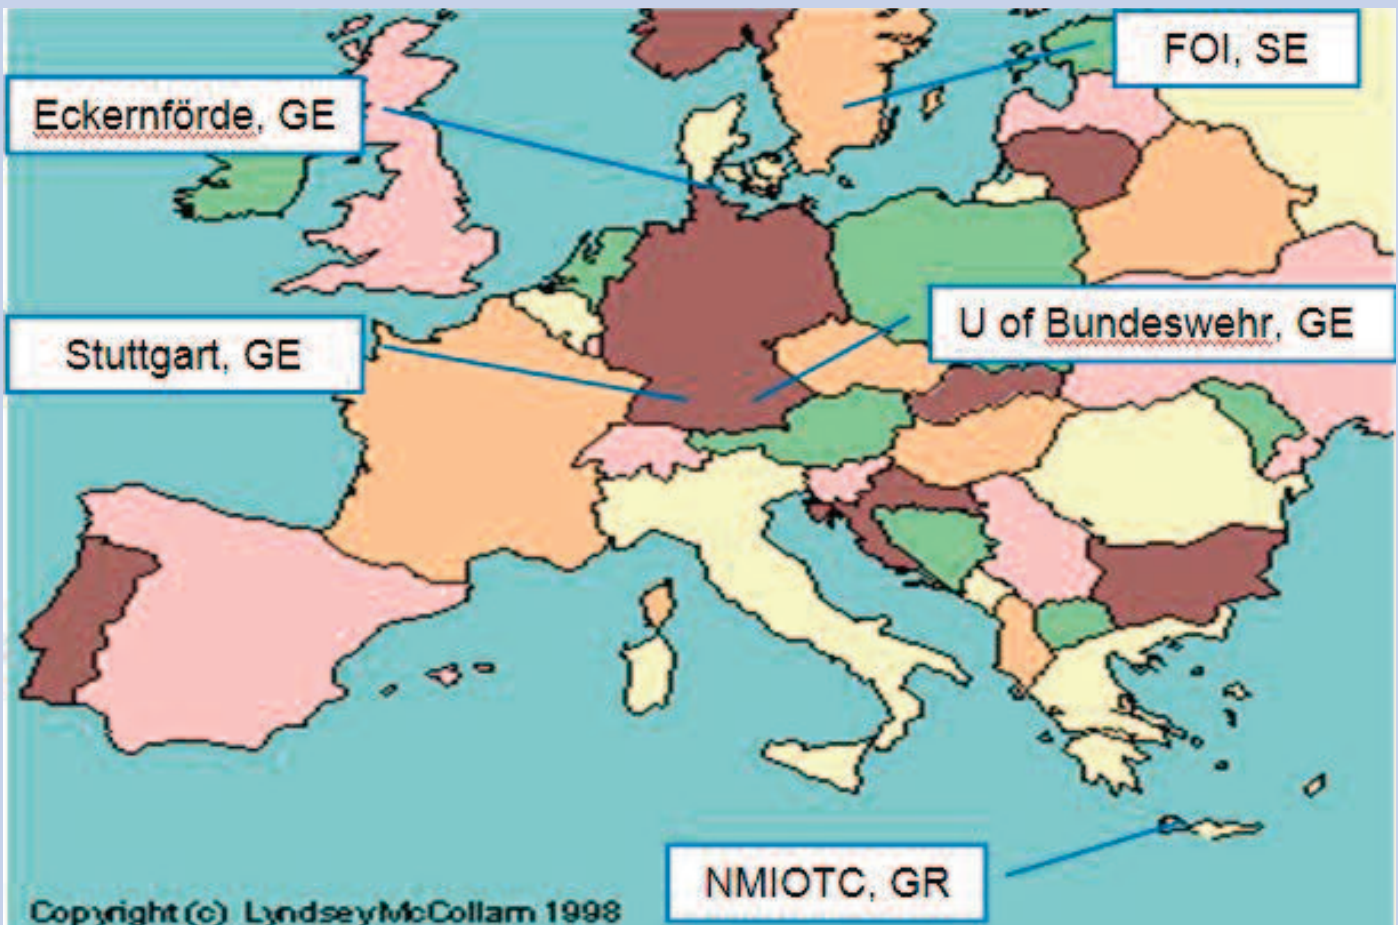 FOI, SE
Eckernförde, GE
U of Bundeswehr, GE
Stuttgart, GE
NMIOTC, GR
Copyright (c) LyndseyMcCollam 1998